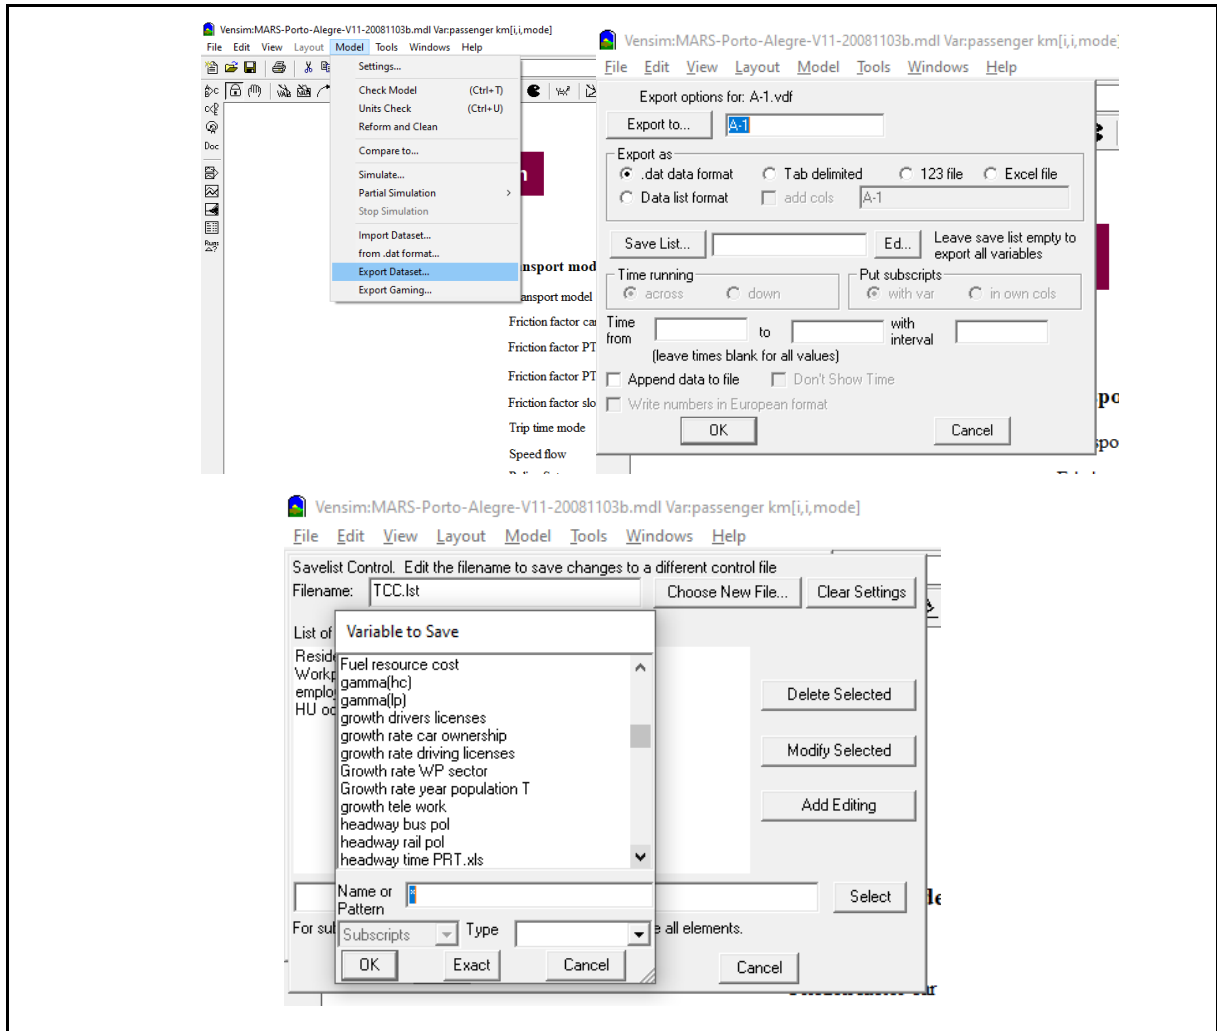 Vensim:MARS-Porto-Alegre-V11-20081103b.mdl Var:passenger km[i,i,mode]
File Edit View Layout Model Tools Windows Help
Settings...
Check Model (Ctrl+T)
Units Check (Ctrl+U)
Reform and Clean
Doc
Compare to...
Simulate...
Partial Simulation >
Stop Simulation
Import Dataset...
from .dat format...
Export Dataset...
Export Gaming...
nsport mod
ansport model
Friction factor car
Friction factor PT
Friction factor PT
Friction factor slo
Trip time mode
Speed flow
Vensim:MARS-Porto-Alegre-V11-20081103b.mdl Var:passenger km[i,i,mode]
File Edit View Layout Model Tools Windows Help
Export options for: A-1.vdf
Export to... A-1
Export as
.dat data format Tab delimited 123 file Excel file
Data list format add cols A-1
Save List... Ed... Leave save list empty to
export all variables
Time running Put subscripts
across down with var in own cols
Time from to with interval
(leave times blank for all values)
Append data to file Don't Show Time
Write numbers in European format
OK Cancel
po
spo
Vensim:MARS-Porto-Alegre-V11-20081103b.mdl Var:passenger km[i,i,mode]
File Edit View Layout Model Tools Windows Help
Savelist Control. Edit the filename to save changes to a different control file
Filename: TCC.lst Choose New File... Clear Settings
List of
Reside
Workp
employ
HU oc
Variable to Save
Fuel resource cost
gamma(hc)
gamma(lp)
growth drivers licenses
growth rate car ownership
growth rate driving licenses
Growth rate WP sector
Growth rate year population T
growth tele work
headway bus pol
headway rail pol
headway time PRT.xls
Name or Pattern *
Subscripts Type
OK Exact Cancel
Delete Selected
Modify Selected
Add Editing
Select
For sub e all elements.
Cancel